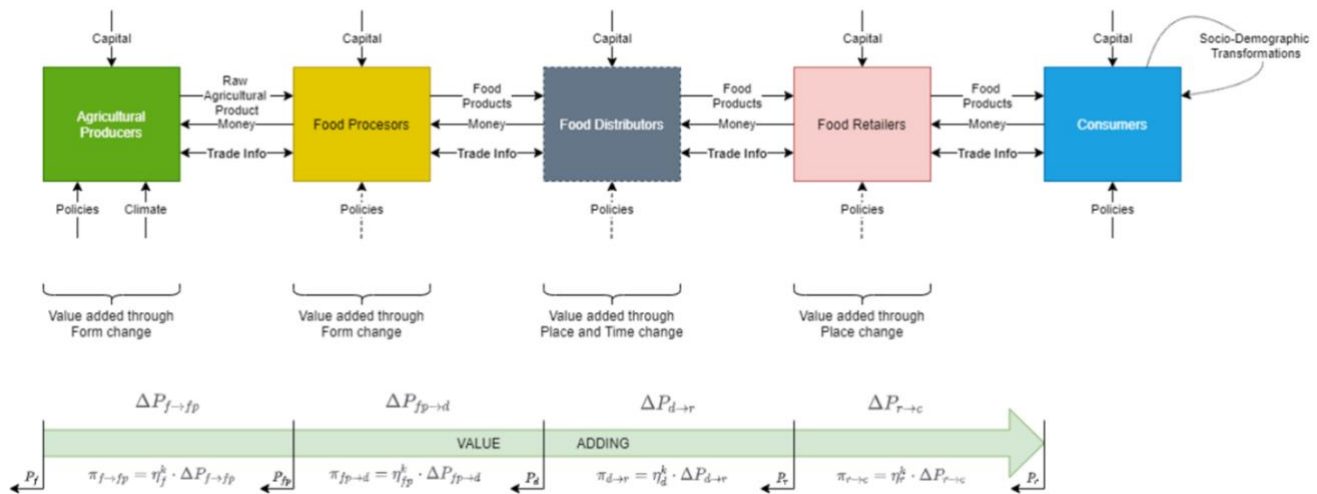 Capital
Capital
Capital
Capital
Capital
Socio-Demographic
Transformations
Agricultural
Producers
Raw
Agricultural
Product
Money
Trade Info
Food Procesors
Food
Products
Money
Trade Info
Food Distributors
Food
Products
Money
Trade Info
Food Retailers
Food
Products
Money
Trade Info
Consumers
Policies
Climate
Policies
Policies
Policies
Policies
Value added through
Form change
Value added through
Form change
Value added through
Place and Time change
Value added through
Place change
ΔP_{f→fp}
ΔP_{fp→d}
ΔP_{d→r}
ΔP_{r→c}
VALUE ADDING
P_f
π_{f→fp} = η_f^k · ΔP_{f→fp}
P_{fp}
π_{fp→d} = η_{fp}^k · ΔP_{fp→d}
P_d
π_{d→r} = η_d^k · ΔP_{d→r}
P_r
π_{r→c} = η_r^k · ΔP_{r→c}
P_r